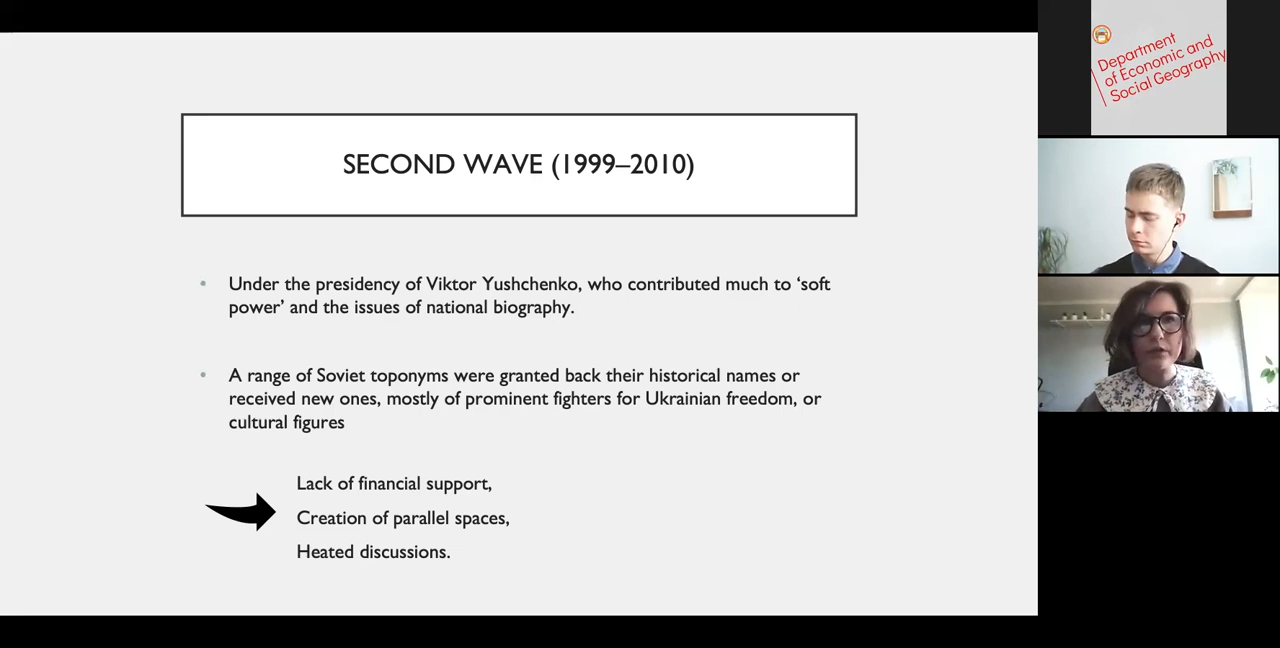 SECOND WAVE (1999–2010)
Under the presidency of Viktor Yushchenko, who contributed much to ‘soft
power’ and the issues of national biography.
A range of Soviet toponyms were granted back their historical names or
received new ones, mostly of prominent fighters for Ukrainian freedom, or
cultural figures
Lack of financial support,
Creation of parallel spaces,
Heated discussions.
Department
of Economic and
Social Geography